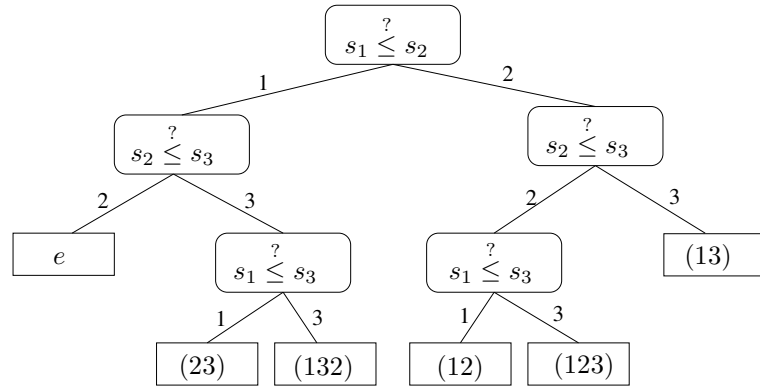 ?
s₁ ≤ s₂
1 2
?
s₂ ≤ s₃
?
s₂ ≤ s₃
2 3 2 3
e
?
s₁ ≤ s₃
?
s₁ ≤ s₃
(13)
1 3 1 3
(23) (132) (12) (123)